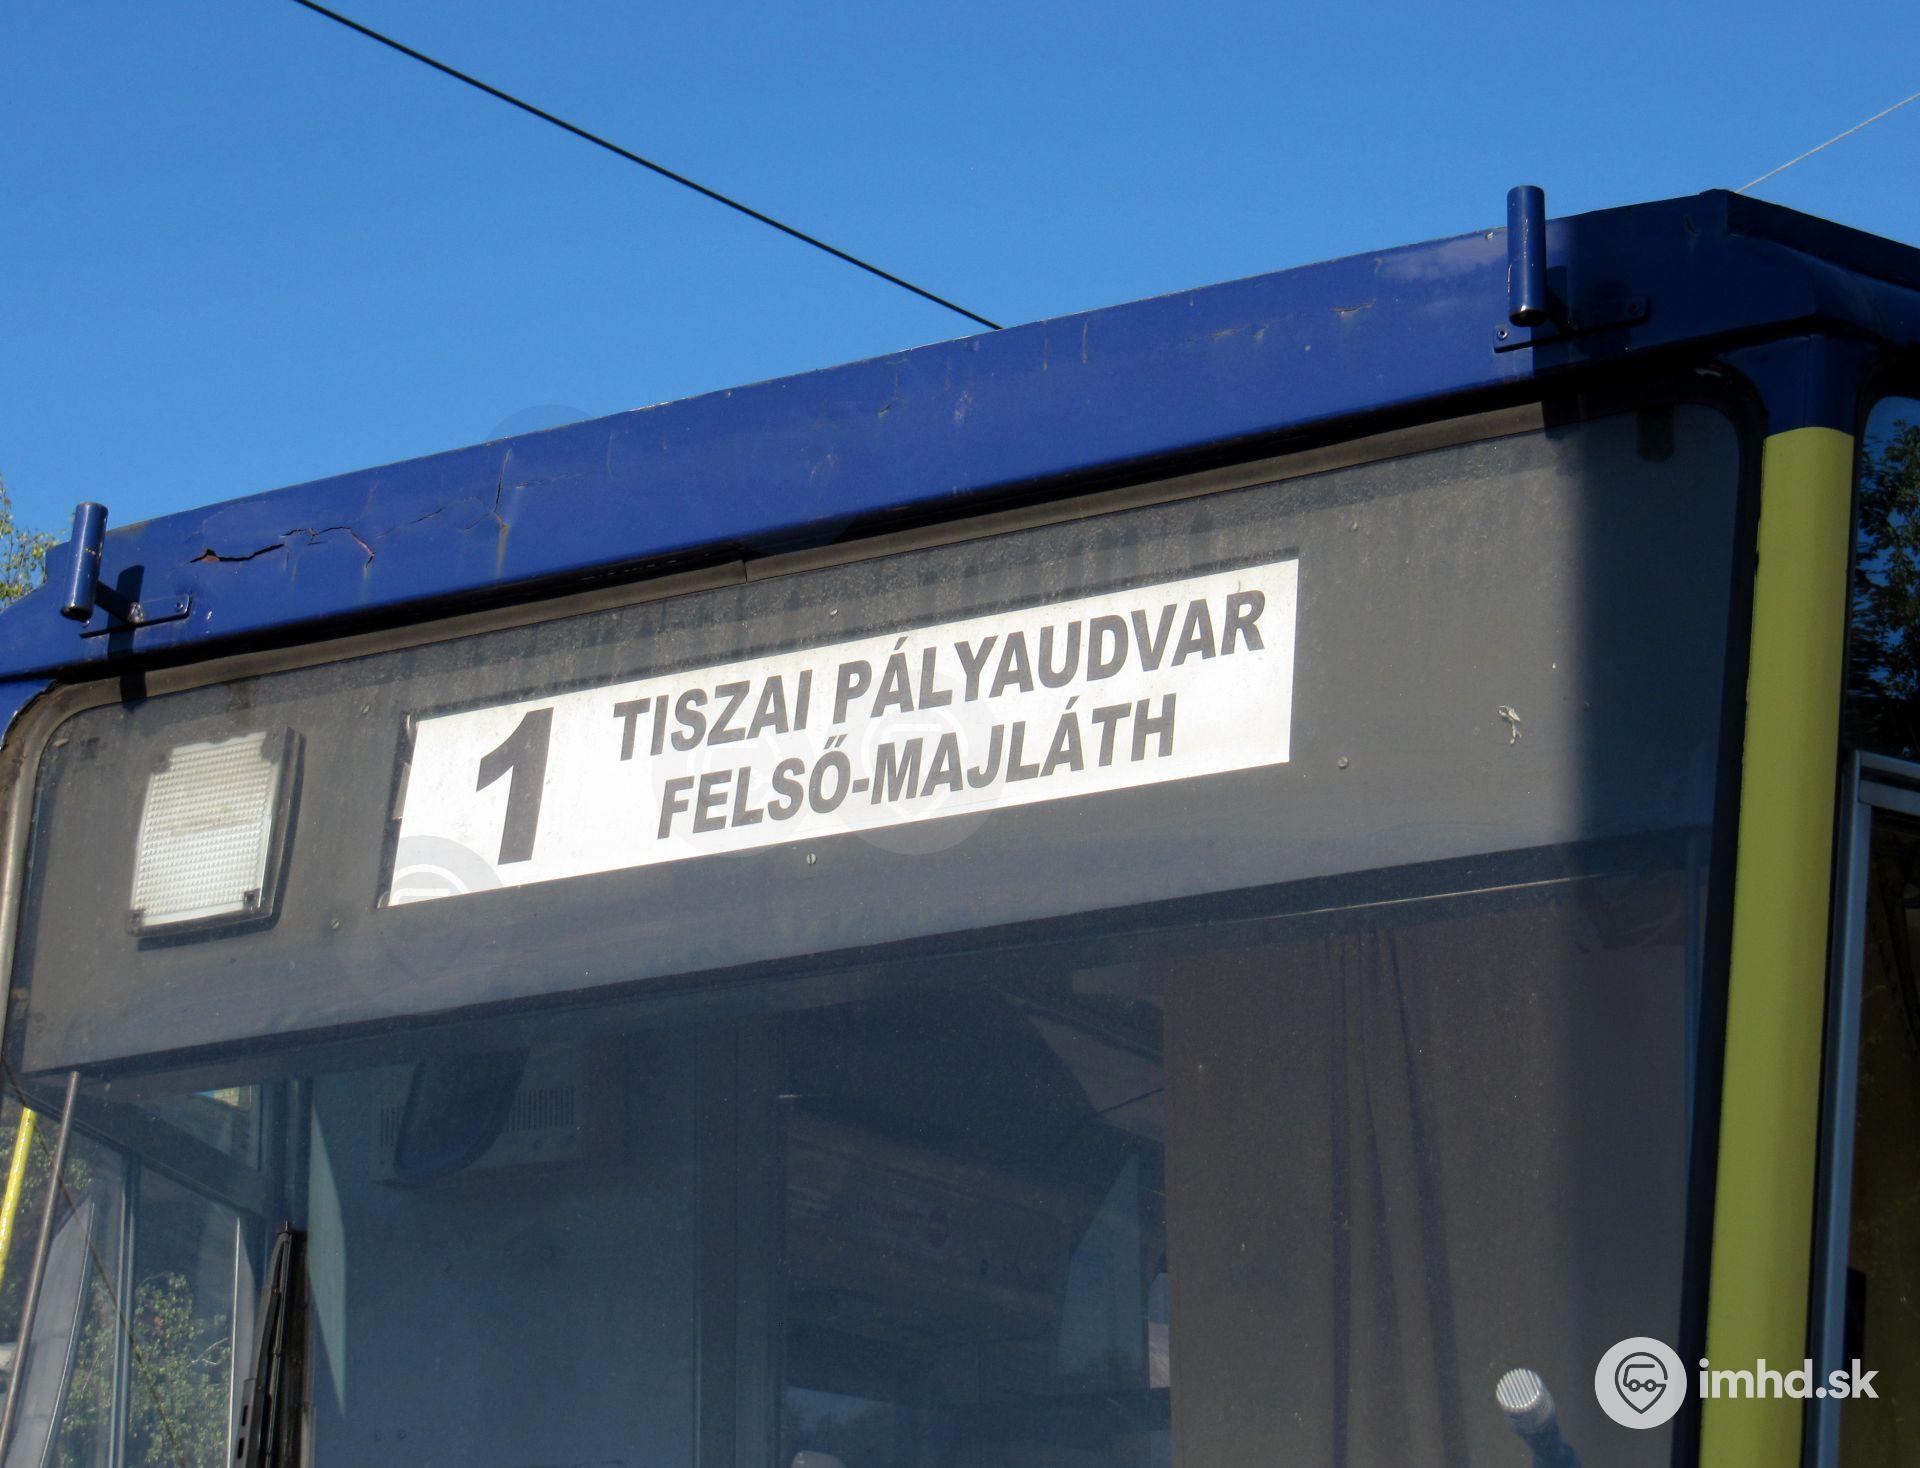 1 TISZAI PÁLYAUDVAR
FELSŐ-MAJLÁTH
imhd.sk